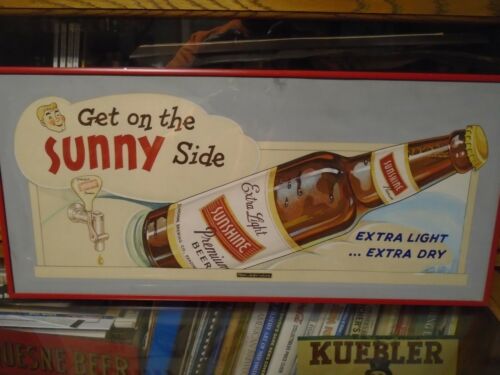 Get on the
SUNNY Side
SUNSHINE
Extra Light
SUNSHINE
Premium
BEER
EXTRA LIGHT
... EXTRA DRY
UESNE BEER
KUEBLER